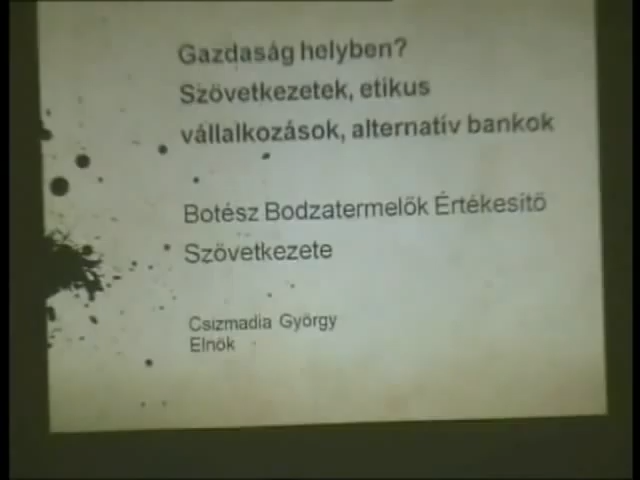 Gazdaság helyben?
Szövetkezetek, etikus
vállalkozások, alternatív bankok
Botész Bodzatermelők Értékesítő
Szövetkezete
Csizmadia György
Elnök